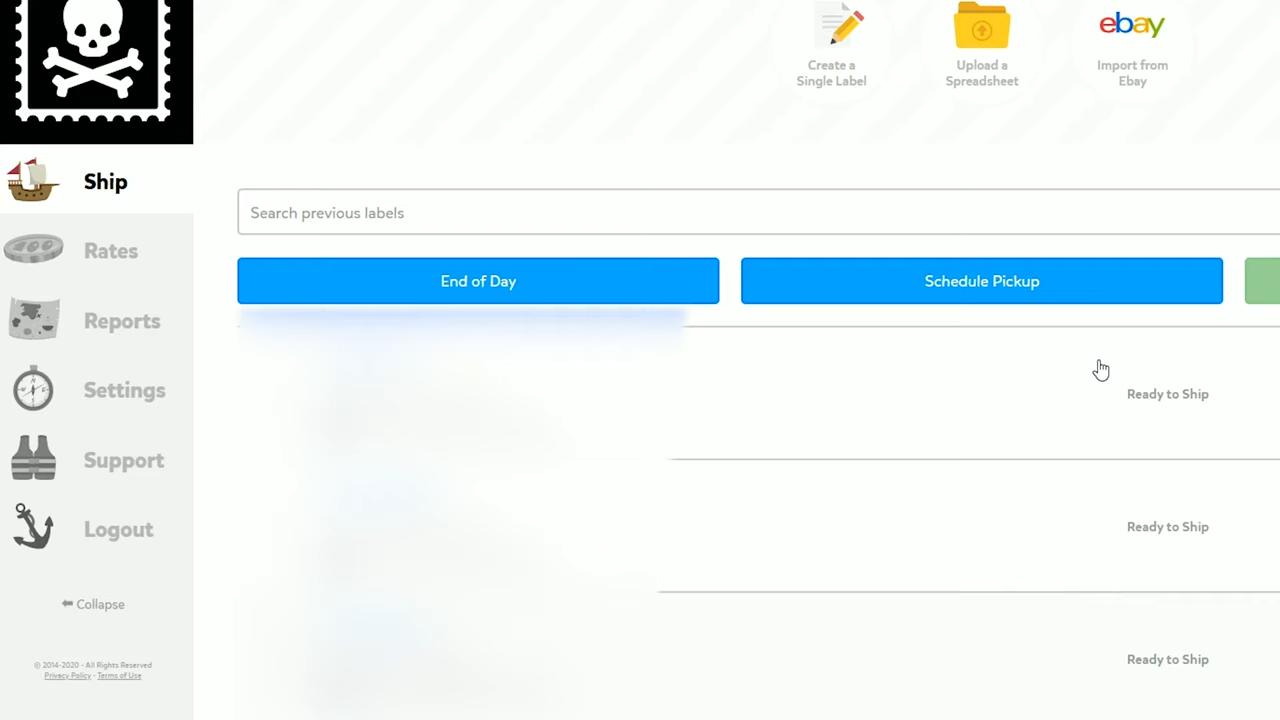 Create a
Single Label
Upload a
Spreadsheet
ebay
Import from
Ebay
Ship
Rates
Reports
Settings
Support
Logout
Collapse
© 2014-2020 - All Rights Reserved
Privacy Policy - Terms of Use
Search previous labels
End of Day
Schedule Pickup
Ready to Ship
Ready to Ship
Ready to Ship